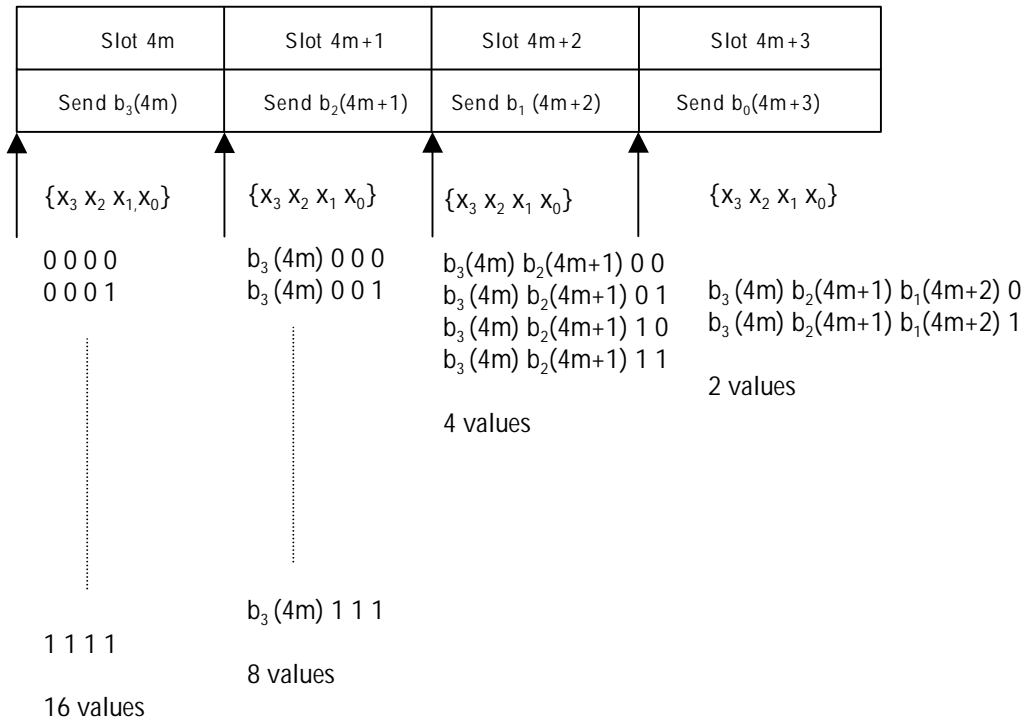 Slot 4m Slot 4m+1 Slot 4m+2 Slot 4m+3
Send b₃(4m) Send b₂(4m+1) Send b₁ (4m+2) Send b₀(4m+3)
{x₃ x₂ x₁,x₀} {x₃ x₂ x₁ x₀} {x₃ x₂ x₁ x₀} {x₃ x₂ x₁ x₀}
0 0 0 0
0 0 0 1
1 1 1 1
16 values
b₃ (4m) 0 0 0
b₃ (4m) 0 0 1
b₃ (4m) 1 1 1
8 values
b₃(4m) b₂(4m+1) 0 0
b₃ (4m) b₂(4m+1) 0 1
b₃ (4m) b₂(4m+1) 1 0
b₃ (4m) b₂(4m+1) 1 1
4 values
b₃ (4m) b₂(4m+1) b₁(4m+2) 0
b₃ (4m) b₂(4m+1) b₁(4m+2) 1
2 values